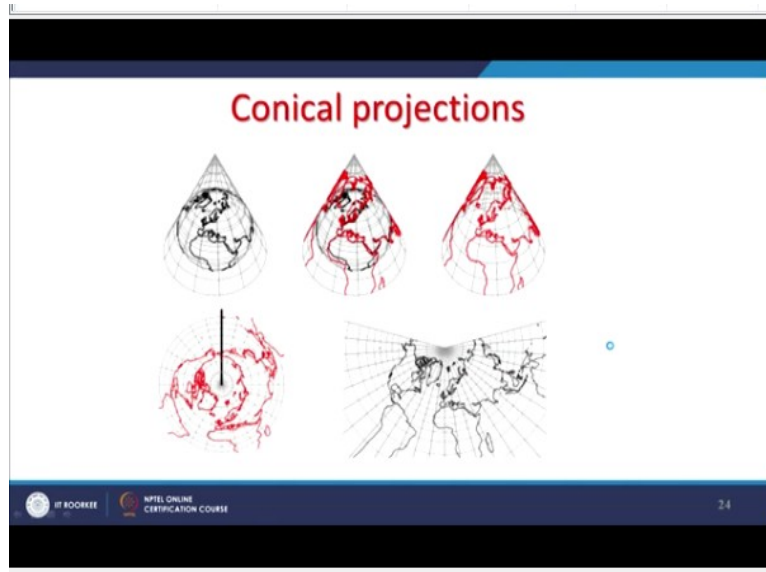 Conical projections
IIT ROORKEE
NPTEL ONLINE
CERTIFICATION COURSE
24